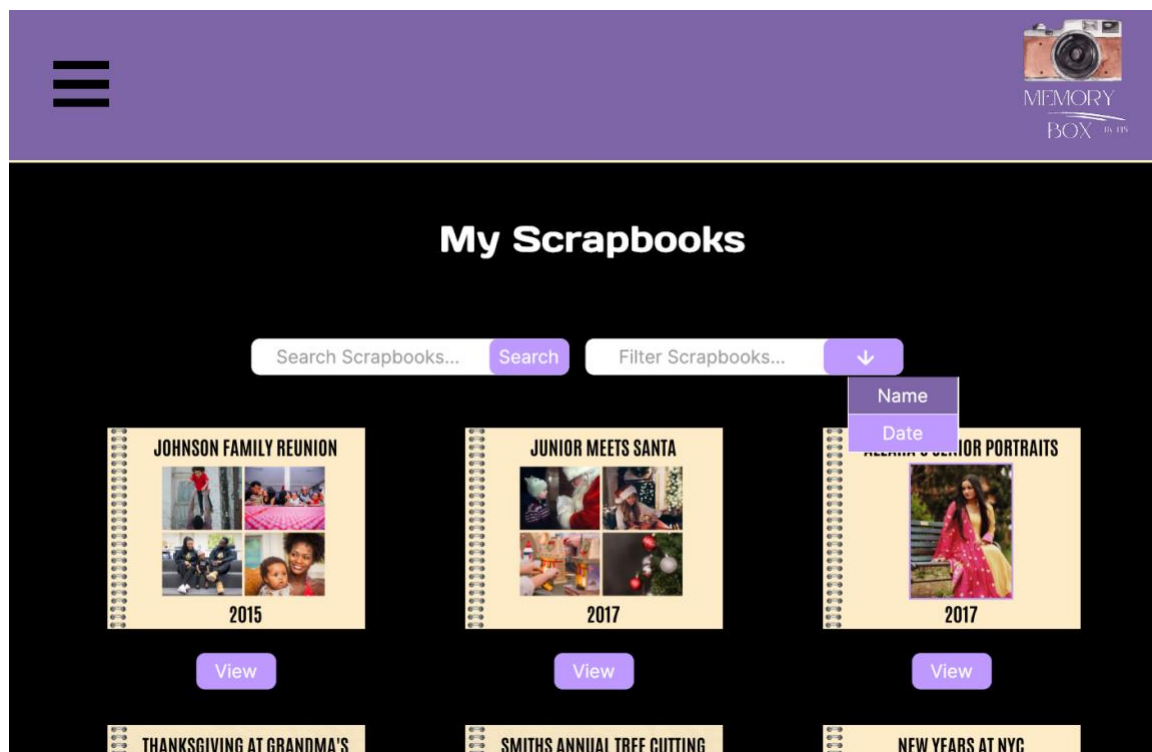 MEMORY
BOX
My Scrapbooks
Search Scrapbooks... Search Filter Scrapbooks...
Name
Date
JOHNSON FAMILY REUNION
2015
View
JUNIOR MEETS SANTA
2017
View
PORTRAITS
2017
View
THANKSGIVING AT GRANDMA'S
SMITHS ANNUAL TREE CUTTING
NEW YEARS AT NYC